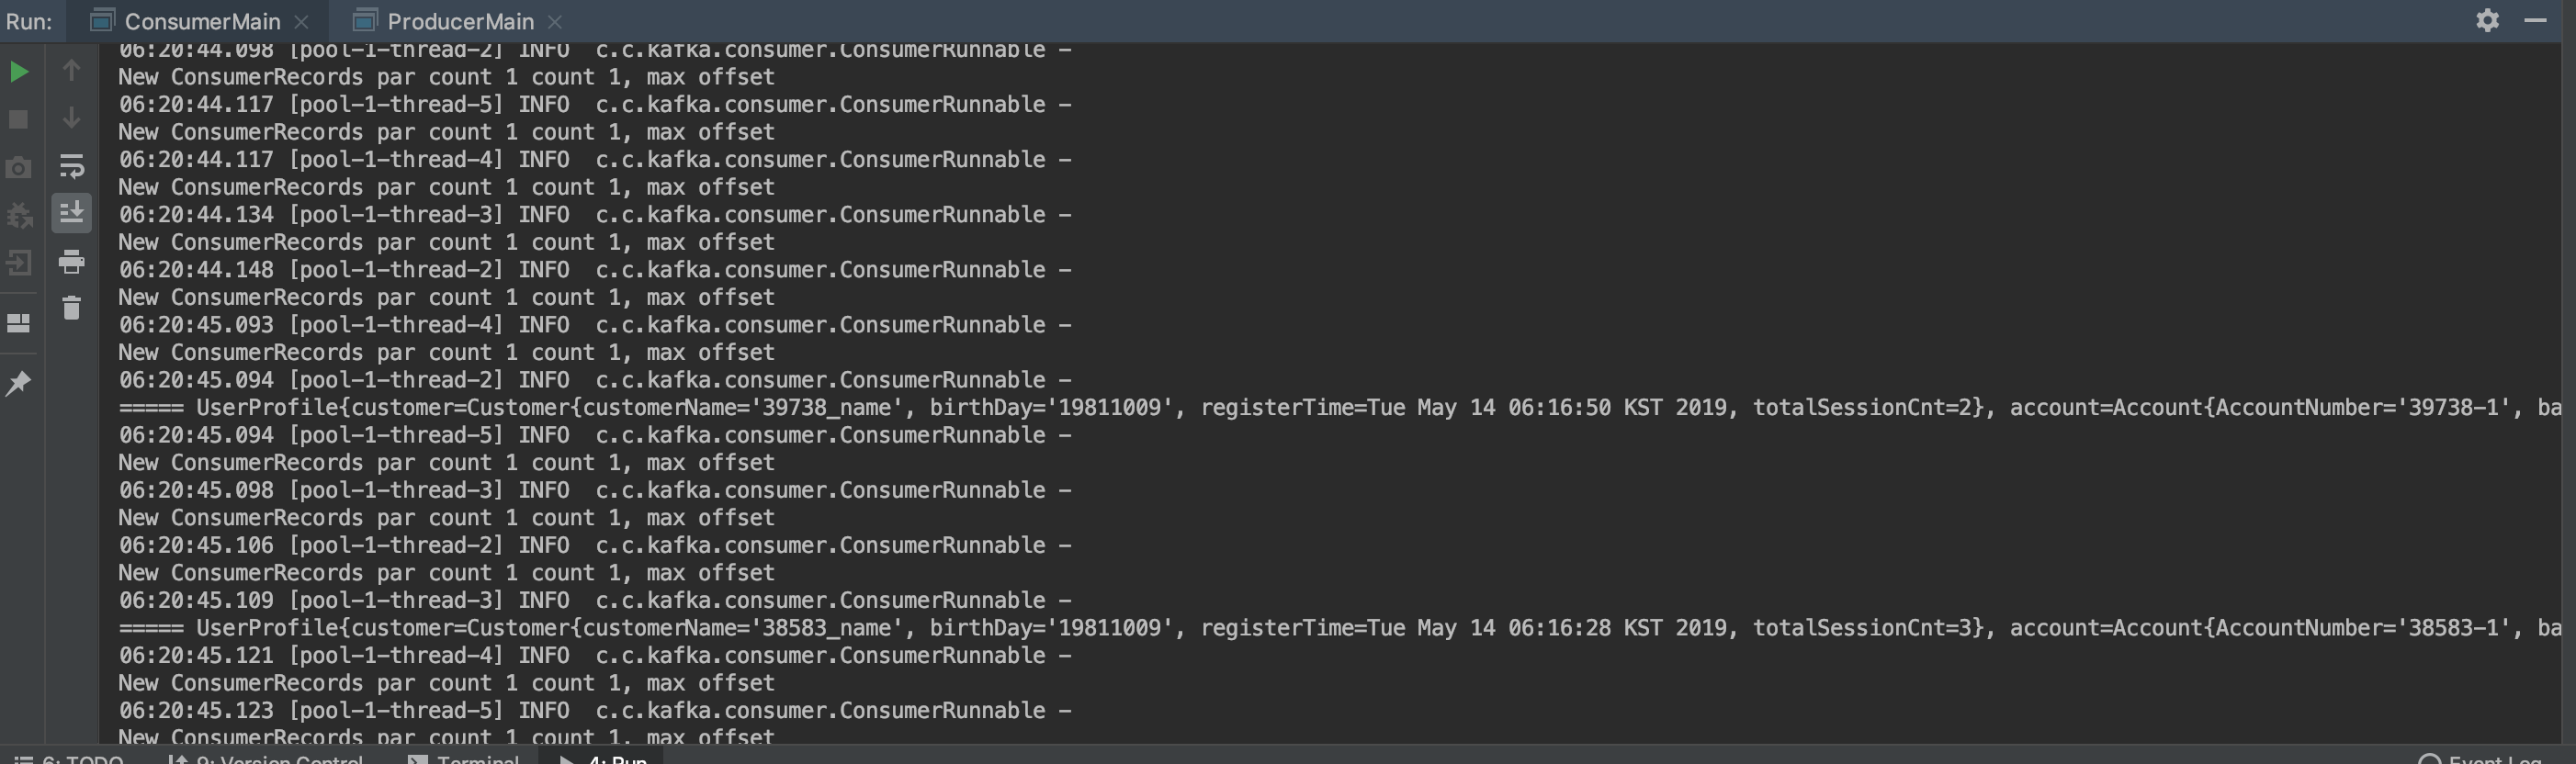 Run: ConsumerMain ProducerMain
06:20:44.098 [pool-1-thread-2] INFO  c.c.kafka.consumer.ConsumerRunnable -
New ConsumerRecords par count 1 count 1, max offset
06:20:44.117 [pool-1-thread-5] INFO  c.c.kafka.consumer.ConsumerRunnable -
New ConsumerRecords par count 1 count 1, max offset
06:20:44.117 [pool-1-thread-4] INFO  c.c.kafka.consumer.ConsumerRunnable -
New ConsumerRecords par count 1 count 1, max offset
06:20:44.134 [pool-1-thread-3] INFO  c.c.kafka.consumer.ConsumerRunnable -
New ConsumerRecords par count 1 count 1, max offset
06:20:44.148 [pool-1-thread-2] INFO  c.c.kafka.consumer.ConsumerRunnable -
New ConsumerRecords par count 1 count 1, max offset
06:20:45.093 [pool-1-thread-4] INFO  c.c.kafka.consumer.ConsumerRunnable -
New ConsumerRecords par count 1 count 1, max offset
06:20:45.094 [pool-1-thread-2] INFO  c.c.kafka.consumer.ConsumerRunnable -
===== UserProfile{customer=Customer{customerName='39738_name', birthDay='19811009', registerTime=Tue May 14 06:16:50 KST 2019, totalSessionCnt=2}, account=Account{AccountNumber='39738-1', ba
06:20:45.094 [pool-1-thread-5] INFO  c.c.kafka.consumer.ConsumerRunnable -
New ConsumerRecords par count 1 count 1, max offset
06:20:45.098 [pool-1-thread-3] INFO  c.c.kafka.consumer.ConsumerRunnable -
New ConsumerRecords par count 1 count 1, max offset
06:20:45.106 [pool-1-thread-2] INFO  c.c.kafka.consumer.ConsumerRunnable -
New ConsumerRecords par count 1 count 1, max offset
06:20:45.109 [pool-1-thread-3] INFO  c.c.kafka.consumer.ConsumerRunnable -
===== UserProfile{customer=Customer{customerName='38583_name', birthDay='19811009', registerTime=Tue May 14 06:16:28 KST 2019, totalSessionCnt=3}, account=Account{AccountNumber='38583-1', ba
06:20:45.121 [pool-1-thread-4] INFO  c.c.kafka.consumer.ConsumerRunnable -
New ConsumerRecords par count 1 count 1, max offset
06:20:45.123 [pool-1-thread-5] INFO  c.c.kafka.consumer.ConsumerRunnable -
New ConsumerRecords par count 1 count 1, max offset
6: TODO 9: Version Control Terminal 4: Run Event Log